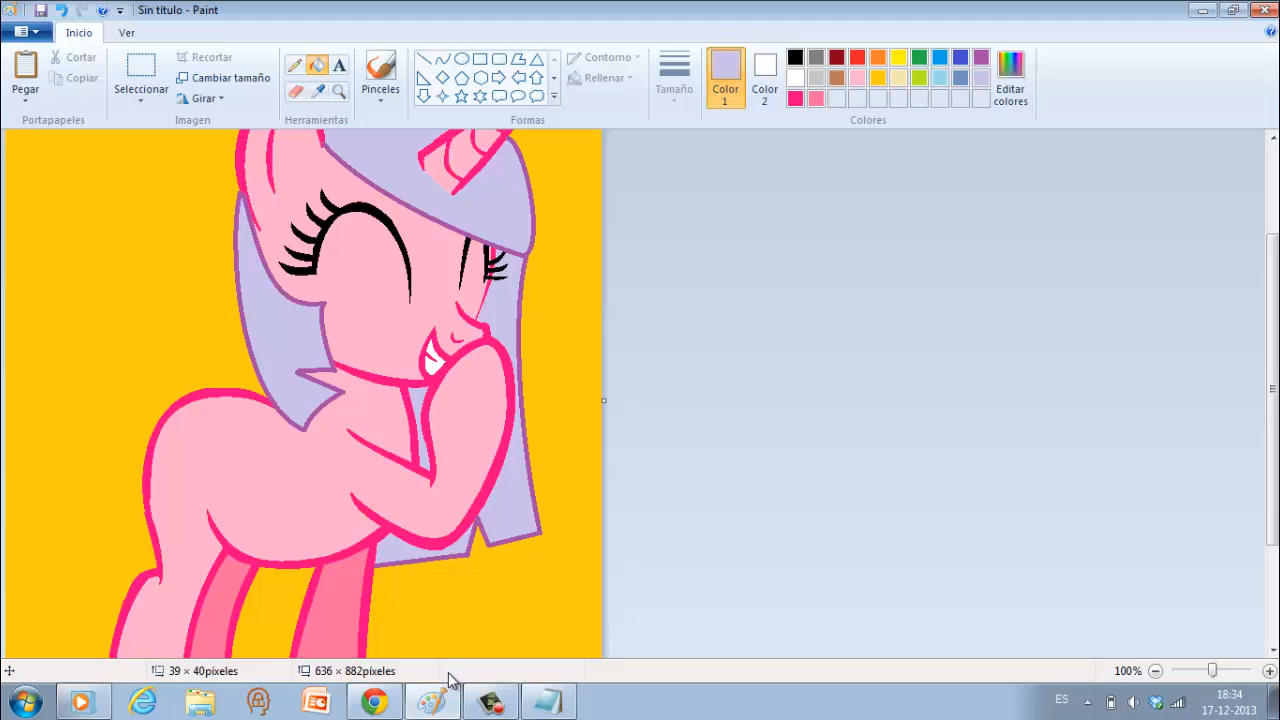 Sin título - Paint
Inicio Ver
Pegar
Cortar
Copiar
Portapapeles
Seleccionar
Recortar
Cambiar tamaño
Girar
Imagen
A
Herramientas
Pinceles
Contorno
Rellenar
Formas
Tamaño
Color 1
Color 2
Editar colores
Colores
39 × 40píxeles
636 × 882píxeles
100%
ES
18:34
17-12-2013